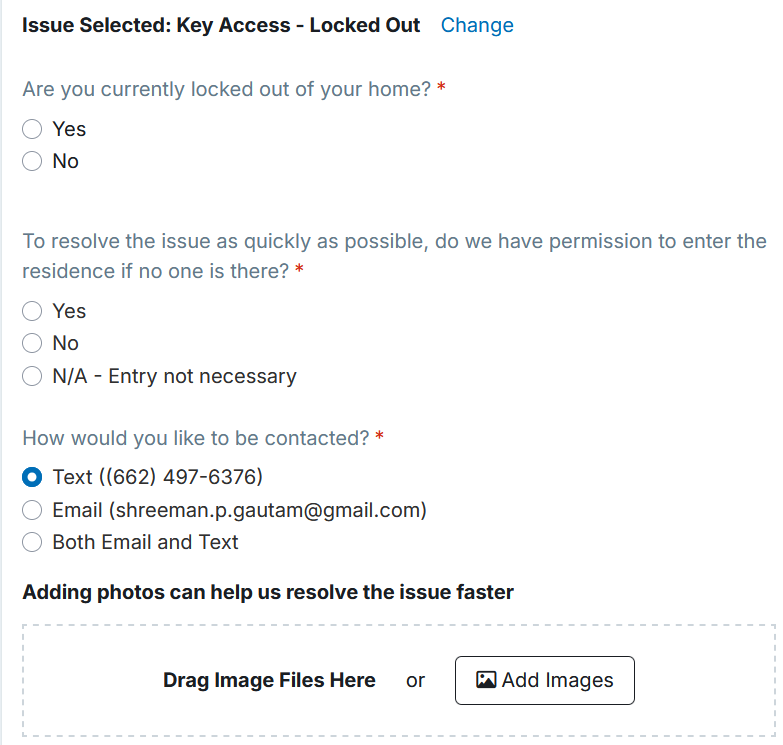 Issue Selected: Key Access - Locked Out Change
Are you currently locked out of your home? *
Yes
No
To resolve the issue as quickly as possible, do we have permission to enter the
residence if no one is there? *
Yes
No
N/A - Entry not necessary
How would you like to be contacted? *
Text ((662) 497-6376)
Email (shreeman.p.gautam@gmail.com)
Both Email and Text
Adding photos can help us resolve the issue faster
Drag Image Files Here or Add Images